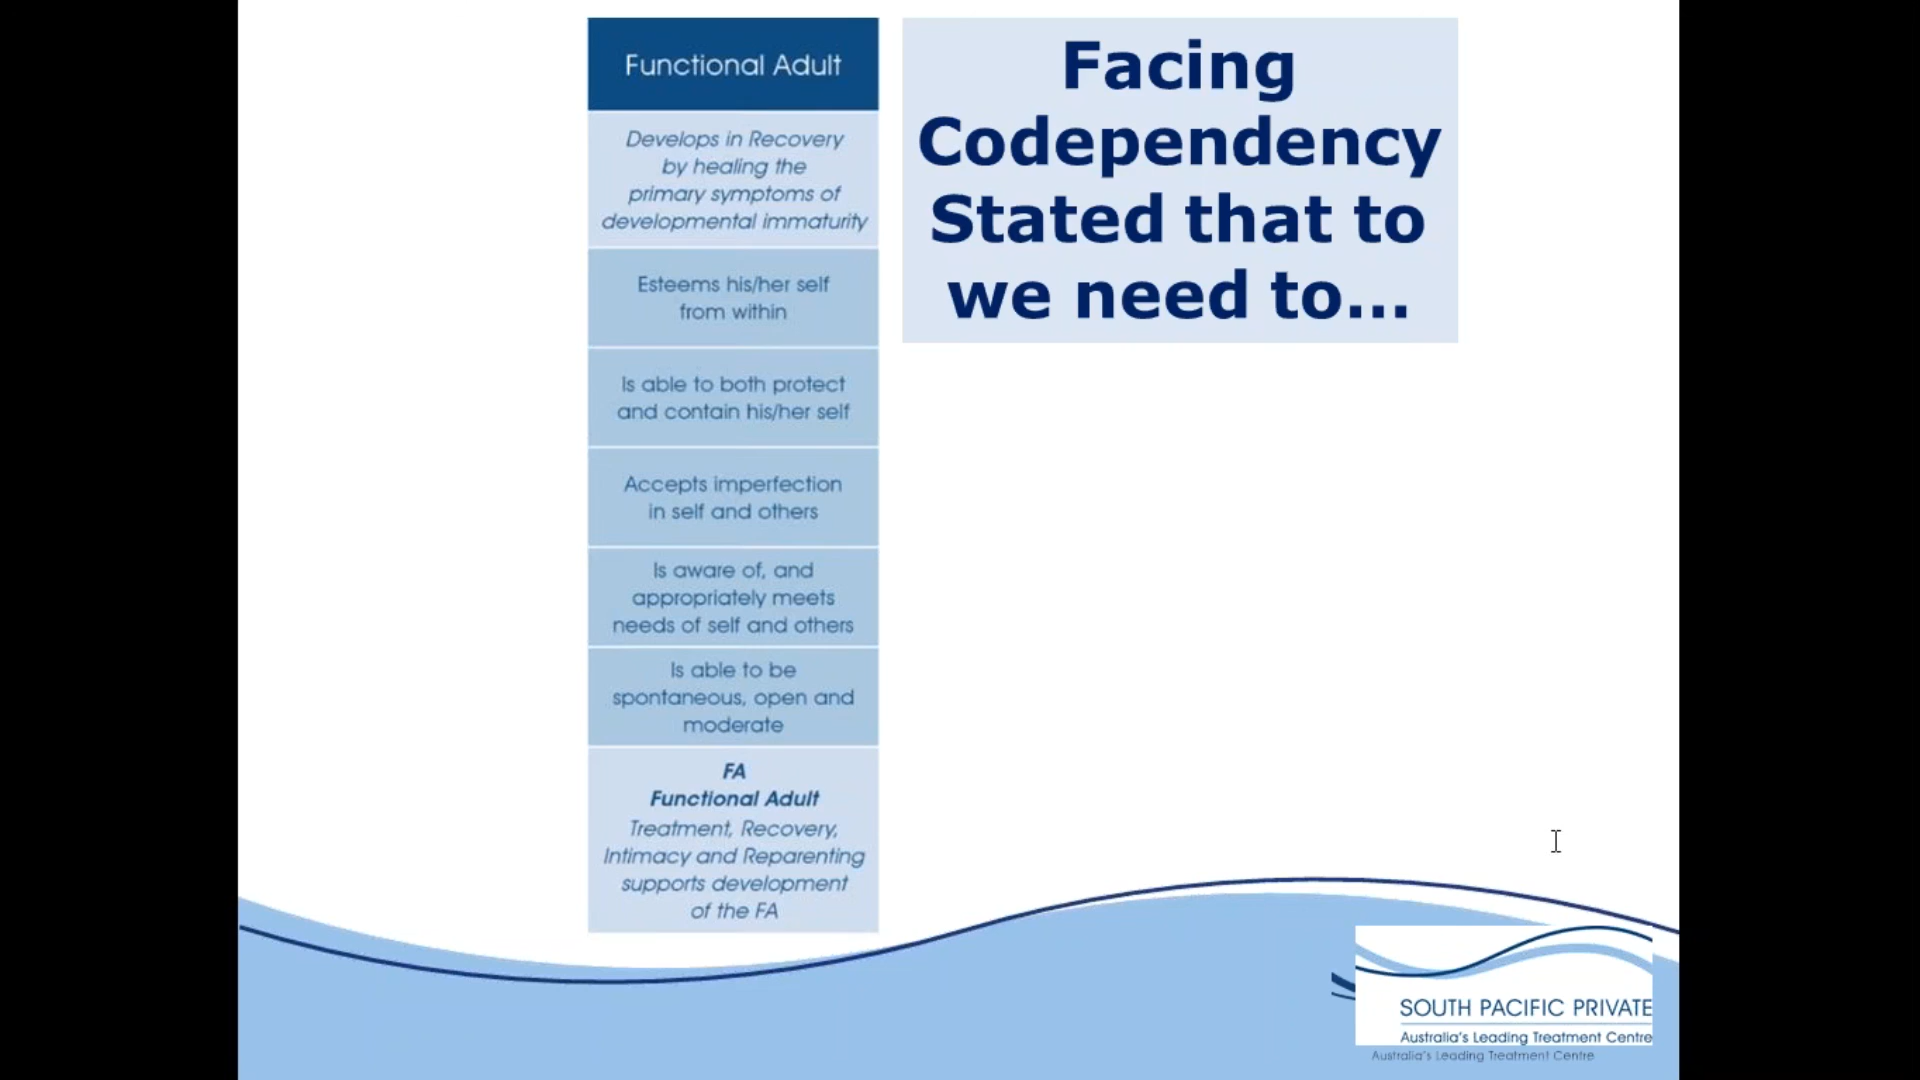 Functional Adult
Develops in Recovery
by healing the
primary symptoms of
developmental immaturity
Esteems his/her self
from within
Is able to both protect
and contain his/her self
Accepts imperfection
in self and others
Is aware of, and
appropriately meets
needs of self and others
Is able to be
spontaneous, open and
moderate
FA
Functional Adult
Treatment, Recovery,
Intimacy and Reparenting
supports development
of the FA
Facing
Codependency
Stated that to
we need to...
SOUTH PACIFIC PRIVATE
Australia's Leading Treatment Centre
Australia's Leading Treatment Centre